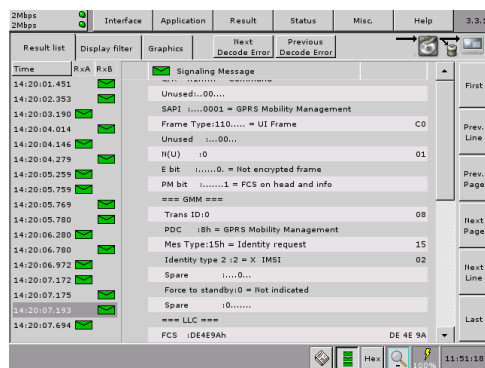 2Mbps
2Mbps
Interface
Application
Result
Status
Misc.
Help
3.3.
Result list
Display filter
Graphics
Next
Decode Error
Previous
Decode Error
Time RxA RxB
14:20:01.451
14:20:02.353
14:20:03.190
14:20:04.014
14:20:04.146
14:20:04.279
14:20:05.259
14:20:05.759
14:20:05.769
14:20:05.780
14:20:06.280
14:20:06.780
14:20:06.972
14:20:07.172
14:20:07.175
14:20:07.193
14:20:07.694
Signaling Message
Unused:..00....
SAPI :....0001 = GPRS Mobility Management
Frame Type:110..... = UI Frame C0
Unused :...00...
N(U) :0 01
E bit :......0. = Not encrypted frame
PM bit :.......1 = FCS on head and info
=== GMM ===
Trans ID:0 08
PDC :8h = GPRS Mobility Management
Mes Type:15h = Identity request 15
Identity type 2 :2 = X IMSI 02
Spare :....0...
Force to standby:0 = Not indicated
Spare :0.......
=== LLC ===
FCS :DE4E9Ah DE 4E 9A
First
Prev.
Line
Prev.
Page
Next
Page
Next
Line
Last
Hex
100%
11:51:18